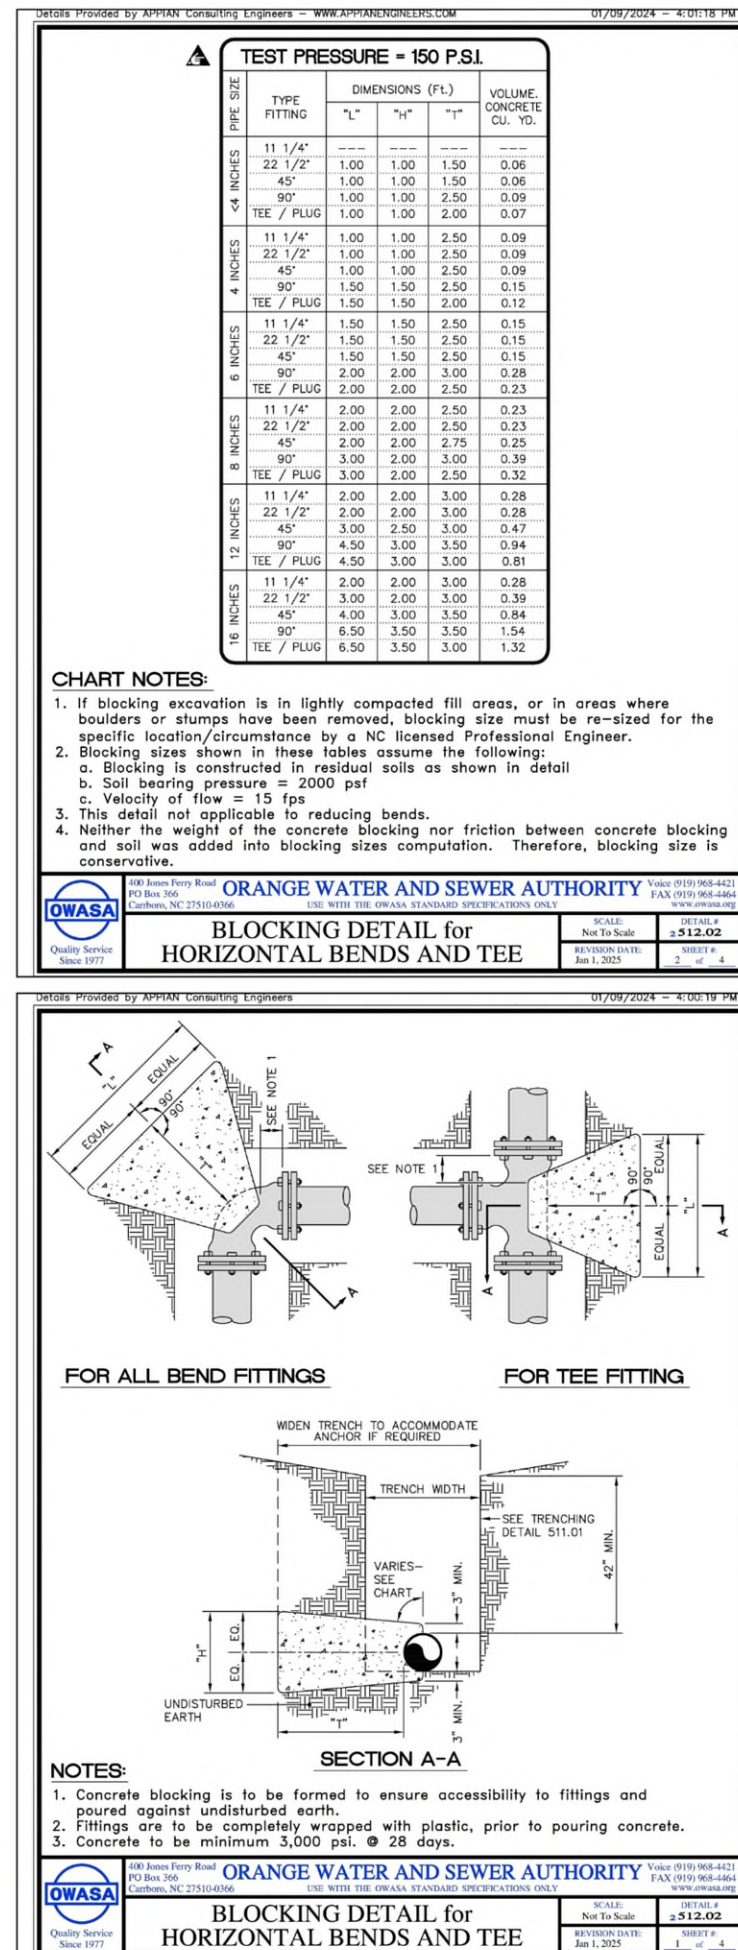 Details Provided by APPIAN Consulting Engineers - WWW.APPIANENGINEERS.COM 01/09/2024 - 4:01:18 PM
TEST PRESSURE = 150 P.S.I.
PIPE SIZE TYPE FITTING DIMENSIONS (Ft.) VOLUME. CONCRETE CU. YD.
"L" "H" "T"
<4 INCHES
11 1/4° --- --- --- ---
22 1/2° 1.00 1.00 1.50 0.06
45° 1.00 1.00 1.50 0.06
90° 1.00 1.00 2.50 0.09
TEE / PLUG 1.00 1.00 2.00 0.07
4 INCHES
11 1/4° 1.00 1.00 2.50 0.09
22 1/2° 1.00 1.00 2.50 0.09
45° 1.00 1.00 2.50 0.09
90° 1.50 1.50 2.50 0.15
TEE / PLUG 1.50 1.50 2.00 0.12
6 INCHES
11 1/4° 1.50 1.50 2.50 0.15
22 1/2° 1.50 1.50 2.50 0.15
45° 1.50 1.50 2.50 0.15
90° 2.00 2.00 3.00 0.28
TEE / PLUG 2.00 2.00 2.50 0.23
8 INCHES
11 1/4° 2.00 2.00 2.50 0.23
22 1/2° 2.00 2.00 2.50 0.23
45° 2.00 2.00 2.75 0.25
90° 3.00 2.00 3.00 0.39
TEE / PLUG 3.00 2.00 2.50 0.32
12 INCHES
11 1/4° 2.00 2.00 3.00 0.28
22 1/2° 2.00 2.00 3.00 0.28
45° 3.00 2.50 3.00 0.47
90° 4.50 3.00 3.50 0.94
TEE / PLUG 4.50 3.00 3.00 0.81
16 INCHES
11 1/4° 2.00 2.00 3.00 0.28
22 1/2° 3.00 2.00 3.00 0.39
45° 4.00 3.00 3.50 0.84
90° 6.50 3.50 3.50 1.54
TEE / PLUG 6.50 3.50 3.00 1.32
CHART NOTES:
1. If blocking excavation is in lightly compacted fill areas, or in areas where
boulders or stumps have been removed, blocking size must be re-sized for the
specific location/circumstance by a NC licensed Professional Engineer.
2. Blocking sizes shown in these tables assume the following:
a. Blocking is constructed in residual soils as shown in detail
b. Soil bearing pressure = 2000 psf
c. Velocity of flow = 15 fps
3. This detail not applicable to reducing bends.
4. Neither the weight of the concrete blocking nor friction between concrete blocking
and soil was added into blocking sizes computation. Therefore, blocking size is
conservative.
OWASA
Quality Service
Since 1977
400 Jones Ferry Road
PO Box 366
Carrboro, NC 27510-0366
ORANGE WATER AND SEWER AUTHORITY
USE WITH THE OWASA STANDARD SPECIFICATIONS ONLY
Voice (919) 968-4421
FAX (919) 968-4464
www.owasa.org
BLOCKING DETAIL for
HORIZONTAL BENDS AND TEE
SCALE:
Not To Scale
DETAIL #
2 512.02
REVISION DATE:
Jan 1, 2025
SHEET #:
2 of 4
Details Provided by APPIAN Consulting Engineers 01/09/2024 - 4:00:19 PM
A
"L"
EQUAL
EQUAL
90°
90°
"T"
SEE NOTE 1
A
SEE NOTE 1
"T"
90°
90°
EQUAL
EQUAL
"L"
A
A
FOR ALL BEND FITTINGS
FOR TEE FITTING
WIDEN TRENCH TO ACCOMMODATE
ANCHOR IF REQUIRED
TRENCH WIDTH
SEE TRENCHING
DETAIL 511.01
42" MIN.
VARIES-
SEE
CHART
3" MIN.
"H"
EQ.
EQ.
UNDISTURBED
EARTH
"T"
3" MIN.
SECTION A-A
NOTES:
1. Concrete blocking is to be formed to ensure accessibility to fittings and
poured against undisturbed earth.
2. Fittings are to be completely wrapped with plastic, prior to pouring concrete.
3. Concrete to be minimum 3,000 psi. @ 28 days.
OWASA
Quality Service
Since 1977
400 Jones Ferry Road
PO Box 366
Carrboro, NC 27510-0366
ORANGE WATER AND SEWER AUTHORITY
USE WITH THE OWASA STANDARD SPECIFICATIONS ONLY
Voice (919) 968-4421
FAX (919) 968-4464
www.owasa.org
BLOCKING DETAIL for
HORIZONTAL BENDS AND TEE
SCALE:
Not To Scale
DETAIL #
2 512.02
REVISION DATE:
Jan 1, 2025
SHEET #:
1 of 4